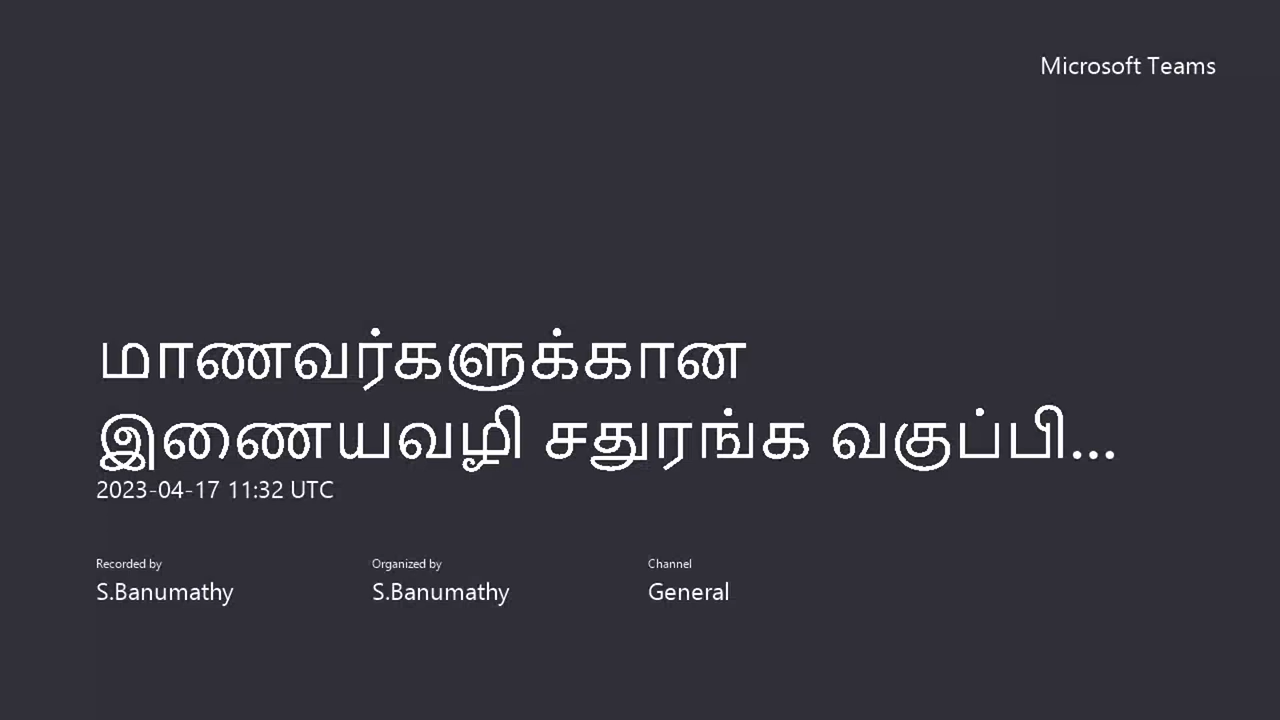 Microsoft Teams
மாணவர்களுக்கான
இணையவழி சதுரங்க வகுப்பி...
2023-04-17 11:32 UTC
Recorded by
S.Banumathy
Organized by
S.Banumathy
Channel
General